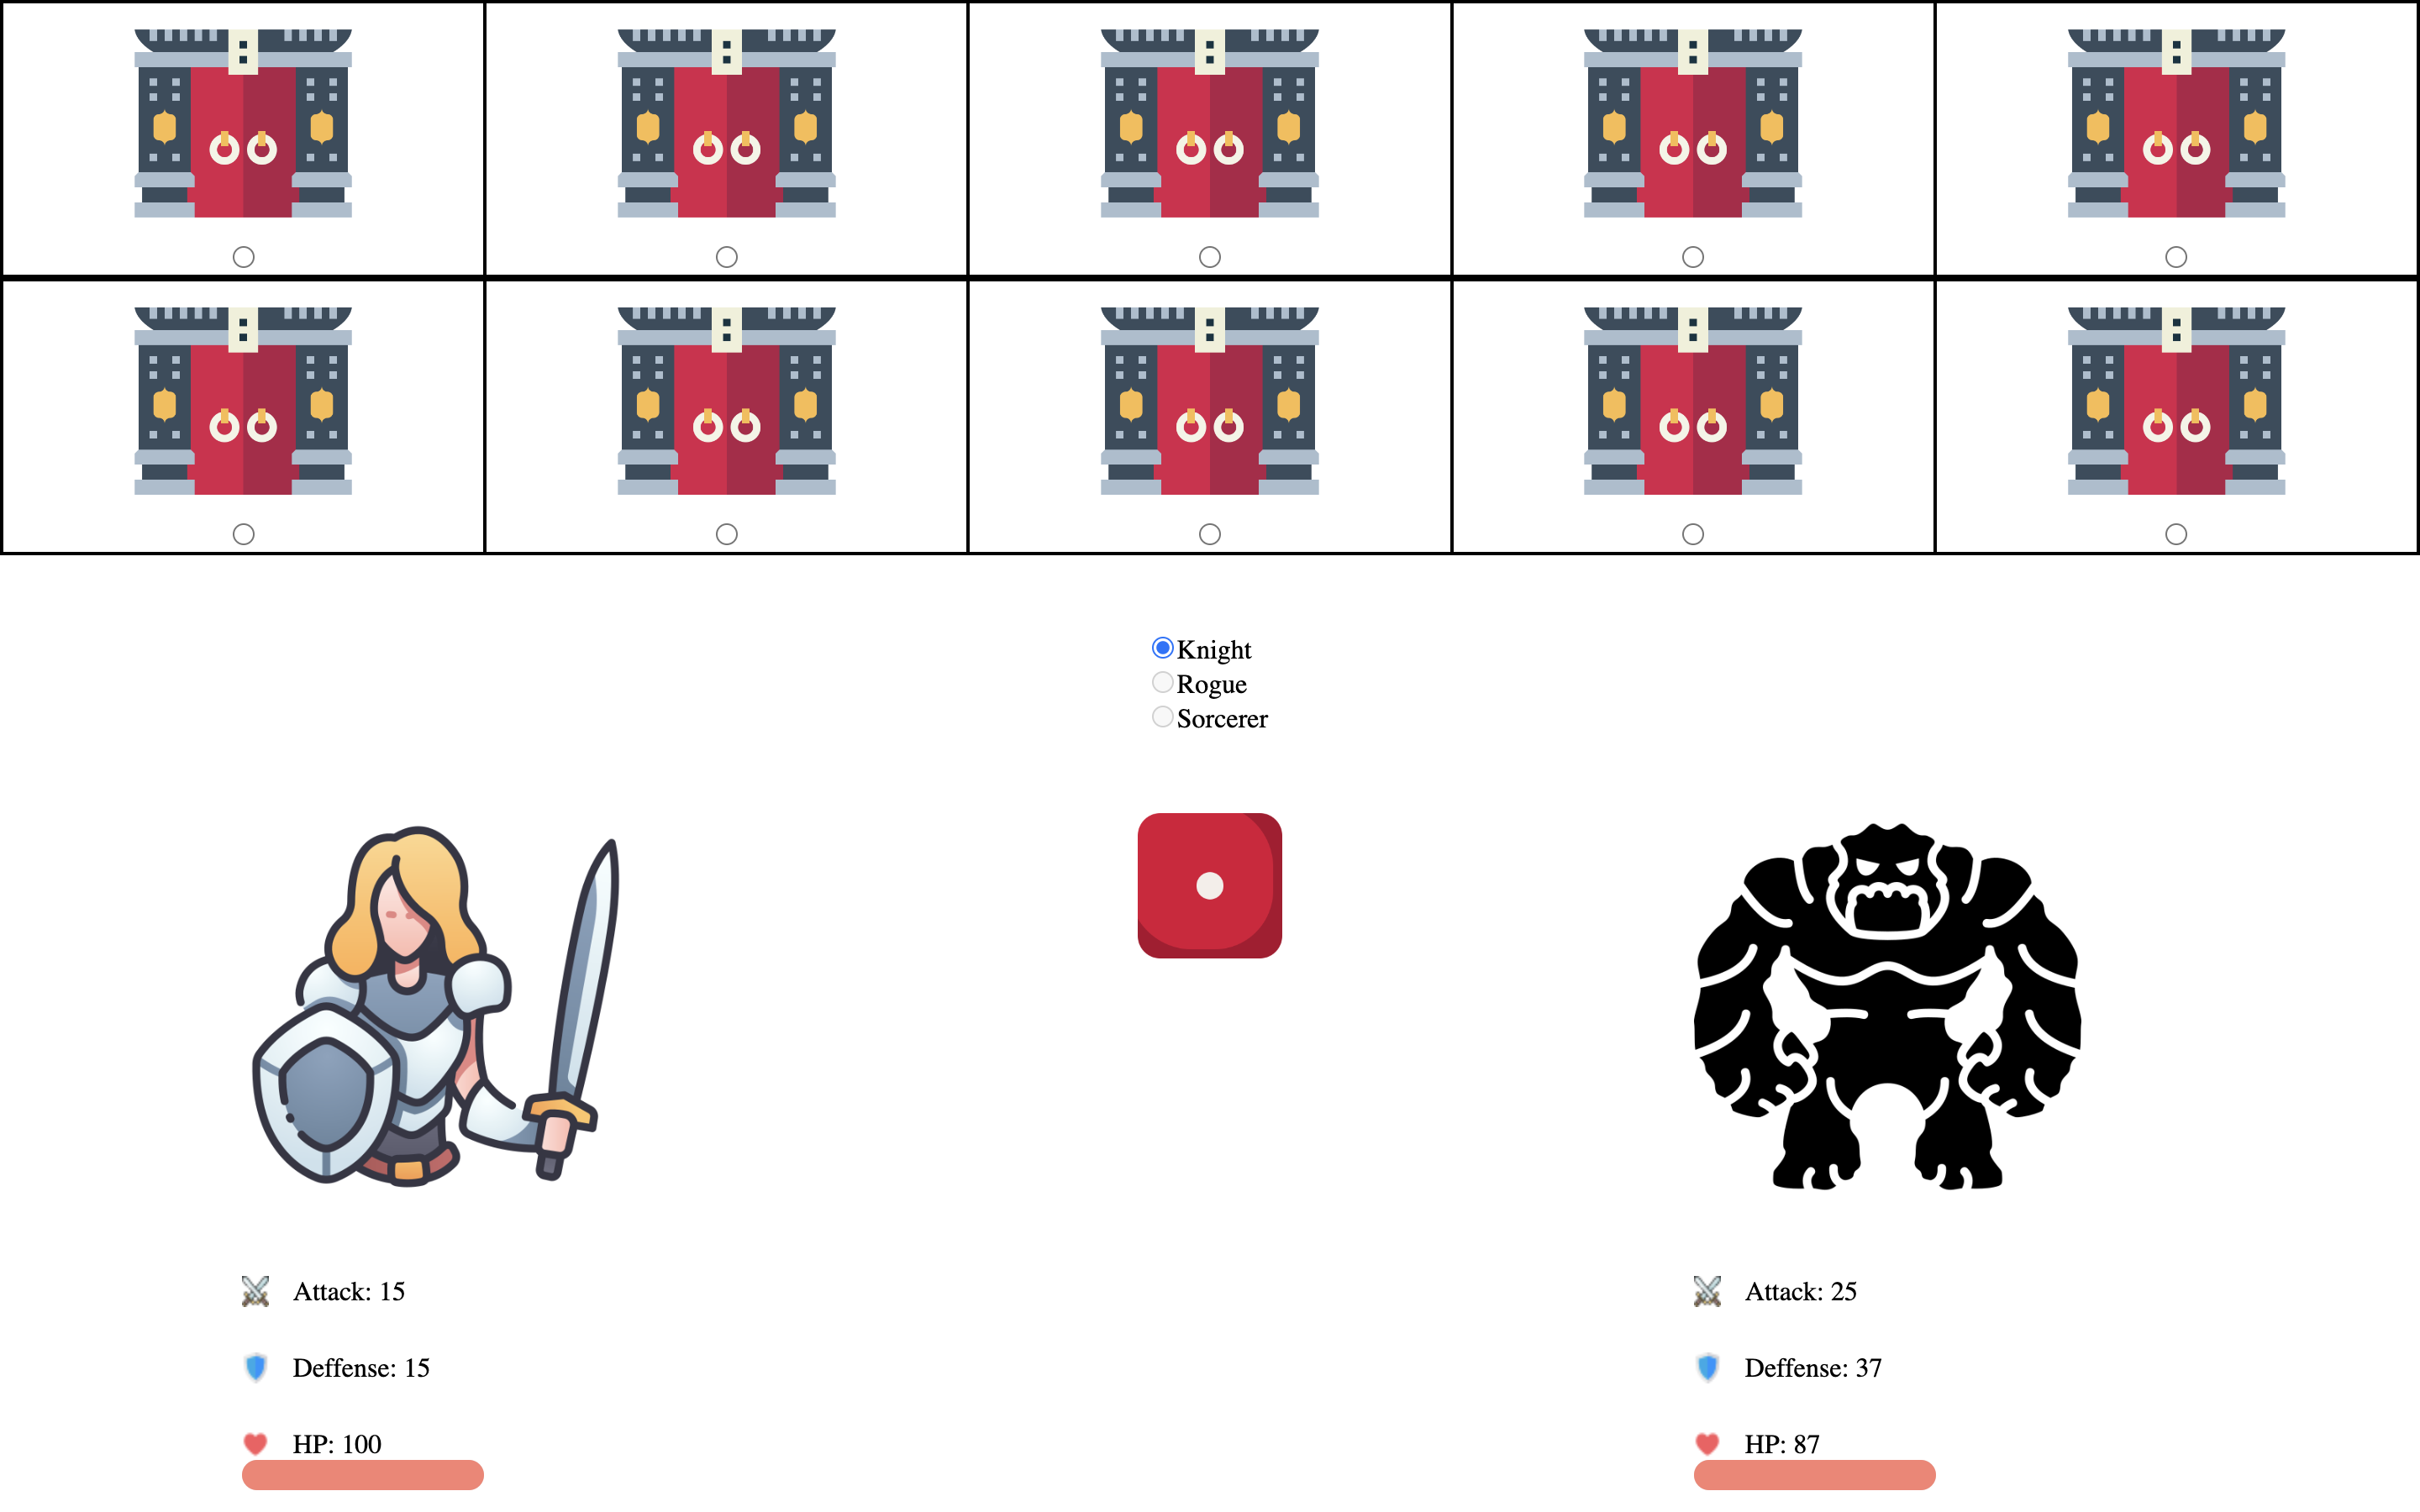 Knight
Rogue
Sorcerer
Attack: 15
Deffense: 15
HP: 100
Attack: 25
Deffense: 37
HP: 87